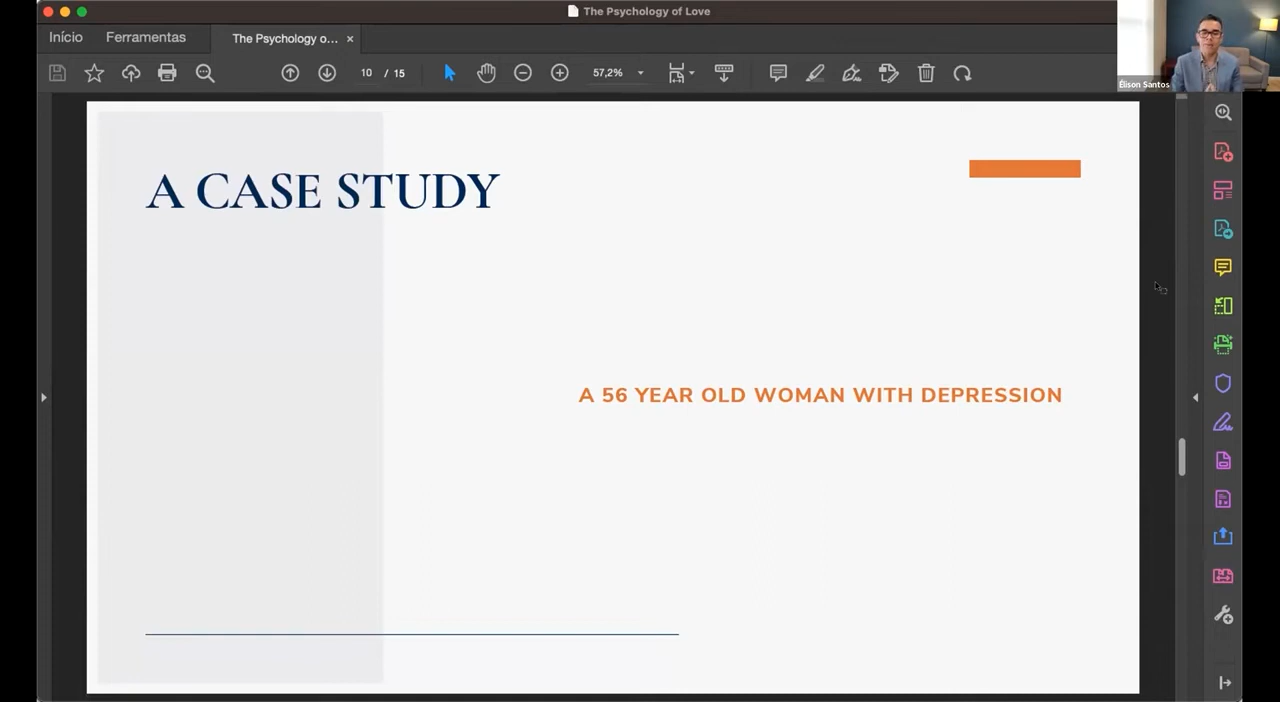 The Psychology of Love
Início
Ferramentas
The Psychology o... ×
10 / 15
57,2%
Élison Santos
A CASE STUDY
A 56 YEAR OLD WOMAN WITH DEPRESSION